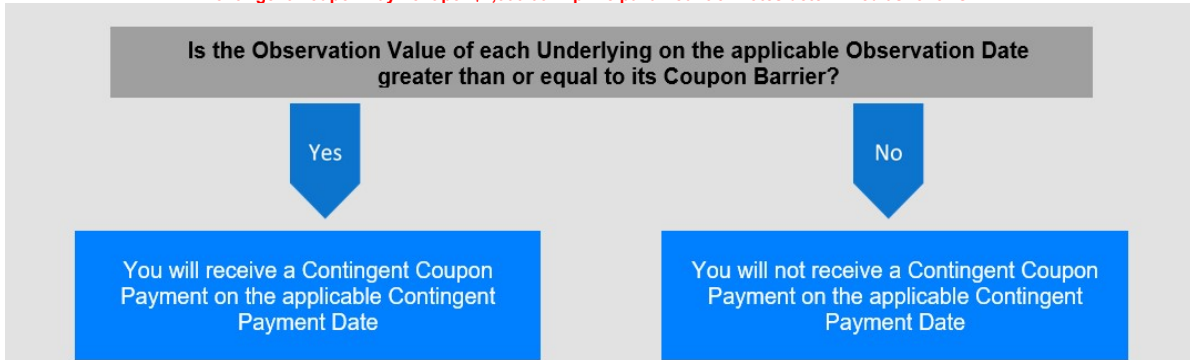 Is the Observation Value of each Underlying on the applicable Observation Date
greater than or equal to its Coupon Barrier?
Yes
No
You will receive a Contingent Coupon
Payment on the applicable Contingent
Payment Date
You will not receive a Contingent Coupon
Payment on the applicable Contingent
Payment Date